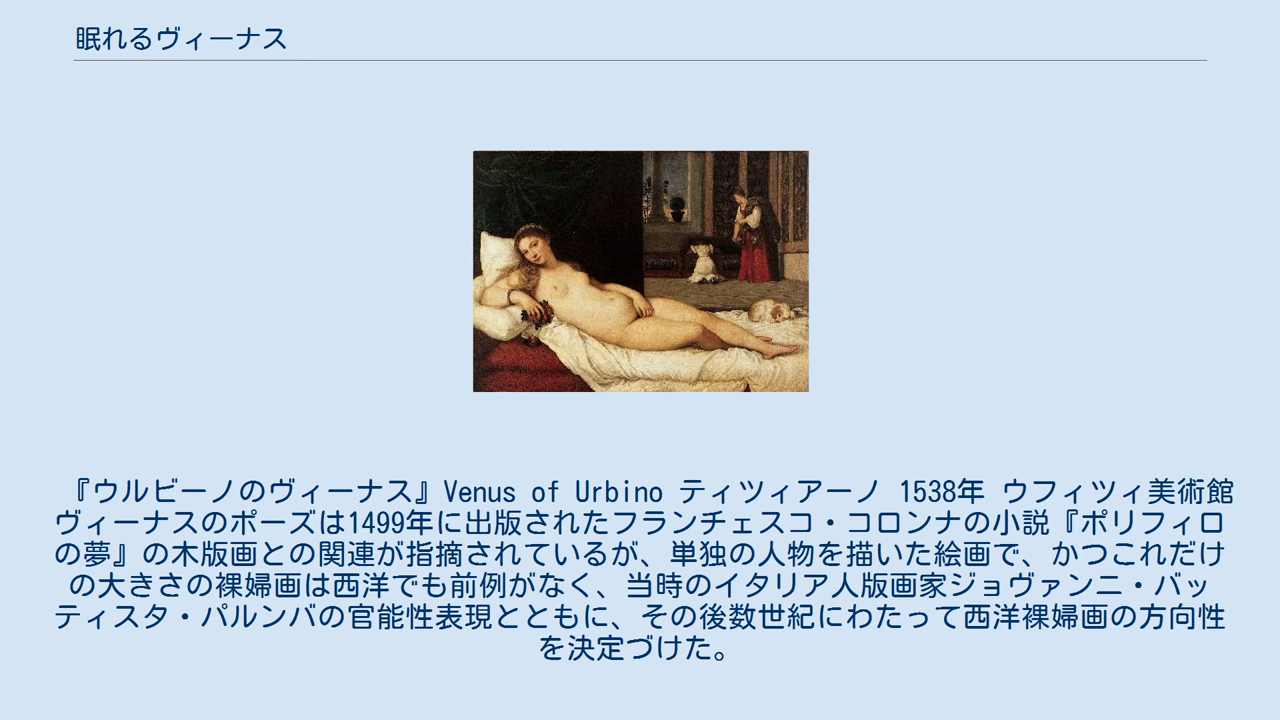 眠れるヴィーナス
『ウルビーノのヴィーナス』Venus of Urbino ティツィアーノ 1538年 ウフィツィ美術館
ヴィーナスのポーズは1499年に出版されたフランチェスコ・コロンナの小説『ポリフィロ
の夢』の木版画との関連が指摘されているが、単独の人物を描いた絵画で、かつこれだけ
の大きさの裸婦画は西洋でも前例がなく、当時のイタリア人版画家ジョヴァンニ・バッ
ティスタ・パルンバの官能性表現とともに、その後数世紀にわたって西洋裸婦画の方向性
を決定づけた。